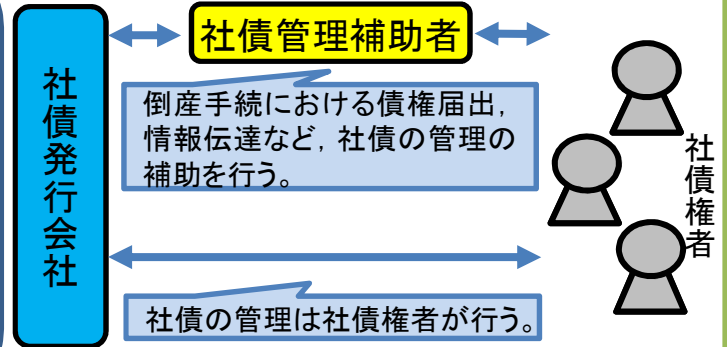 社債発行会社
社債管理補助者
倒産手続における債権届出，
情報伝達など，社債の管理の
補助を行う。
社債権者
社債の管理は社債権者が行う。